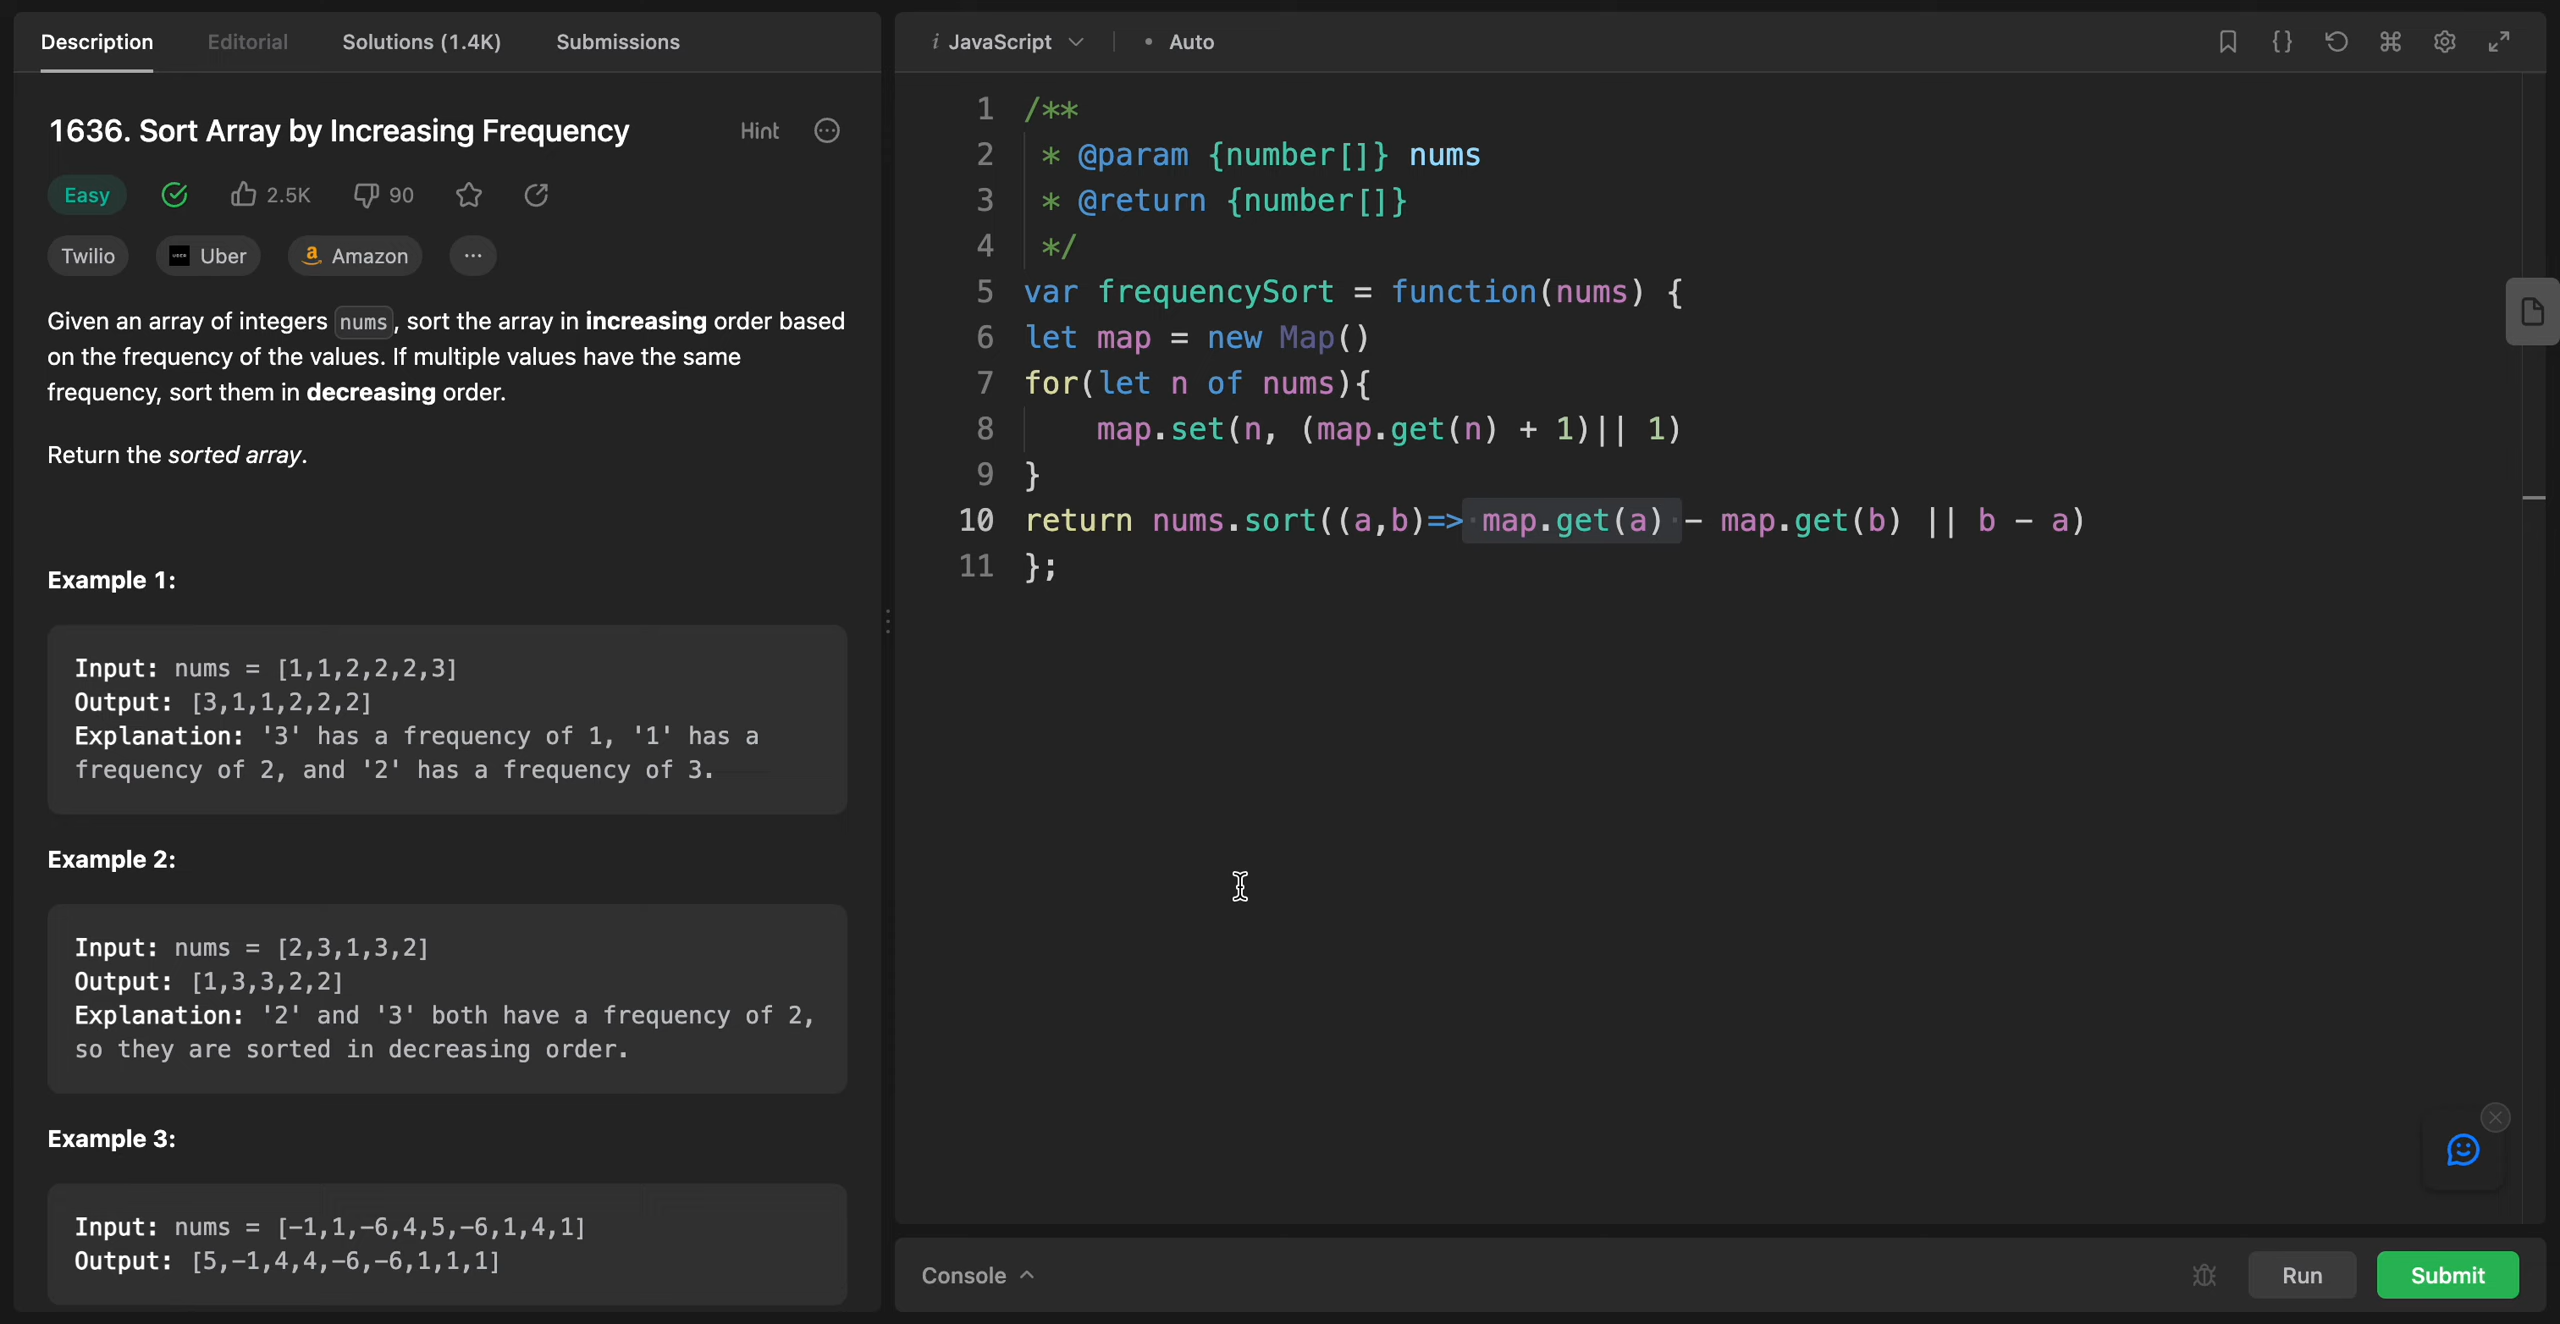 Description Editorial Solutions (1.4K) Submissions
1636. Sort Array by Increasing Frequency Hint
Easy 2.5K 90
Twilio Uber Amazon ...
Given an array of integers nums, sort the array in increasing order based
on the frequency of the values. If multiple values have the same
frequency, sort them in decreasing order.
Return the sorted array.
Example 1:
Input: nums = [1,1,2,2,2,3]
Output: [3,1,1,2,2,2]
Explanation: '3' has a frequency of 1, '1' has a
frequency of 2, and '2' has a frequency of 3.
Example 2:
Input: nums = [2,3,1,3,2]
Output: [1,3,3,2,2]
Explanation: '2' and '3' both have a frequency of 2,
so they are sorted in decreasing order.
Example 3:
Input: nums = [-1,1,-6,4,5,-6,1,4,1]
Output: [5,-1,4,4,-6,-6,1,1,1]
i JavaScript • Auto {}
1 /**
2 * @param {number[]} nums
3 * @return {number[]}
4 */
5 var frequencySort = function(nums) {
6 let map = new Map()
7 for(let n of nums){
8 map.set(n, (map.get(n) + 1)|| 1)
9 }
10 return nums.sort((a,b)=> map.get(a) - map.get(b) || b - a)
11 };
Console Run Submit